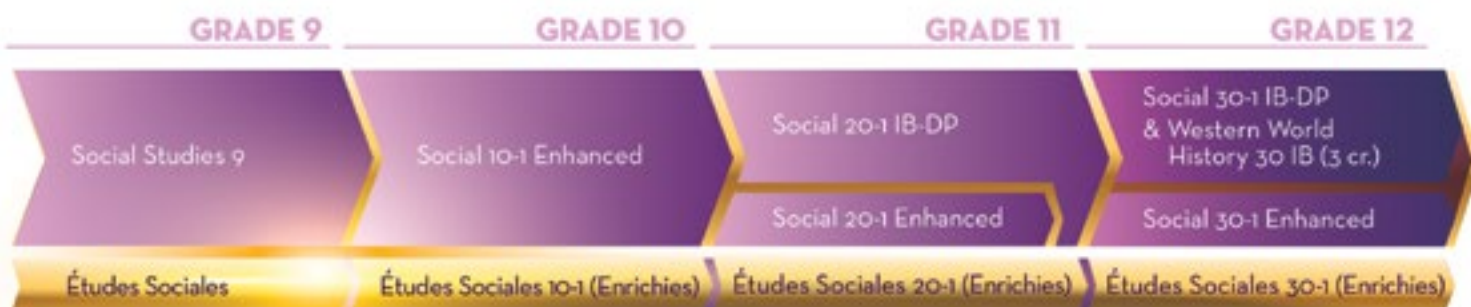 GRADE 9
GRADE 10
GRADE 11
GRADE 12
Social Studies 9
Social 10-1 Enhanced
Social 20-1 IB-DP
Social 20-1 Enhanced
Social 30-1 IB-DP
& Western World
History 30 IB (3 cr.)
Social 30-1 Enhanced
Études Sociales
Études Sociales 10-1 (Enrichies)
Études Sociales 20-1 (Enrichies)
Études Sociales 30-1 (Enrichies)